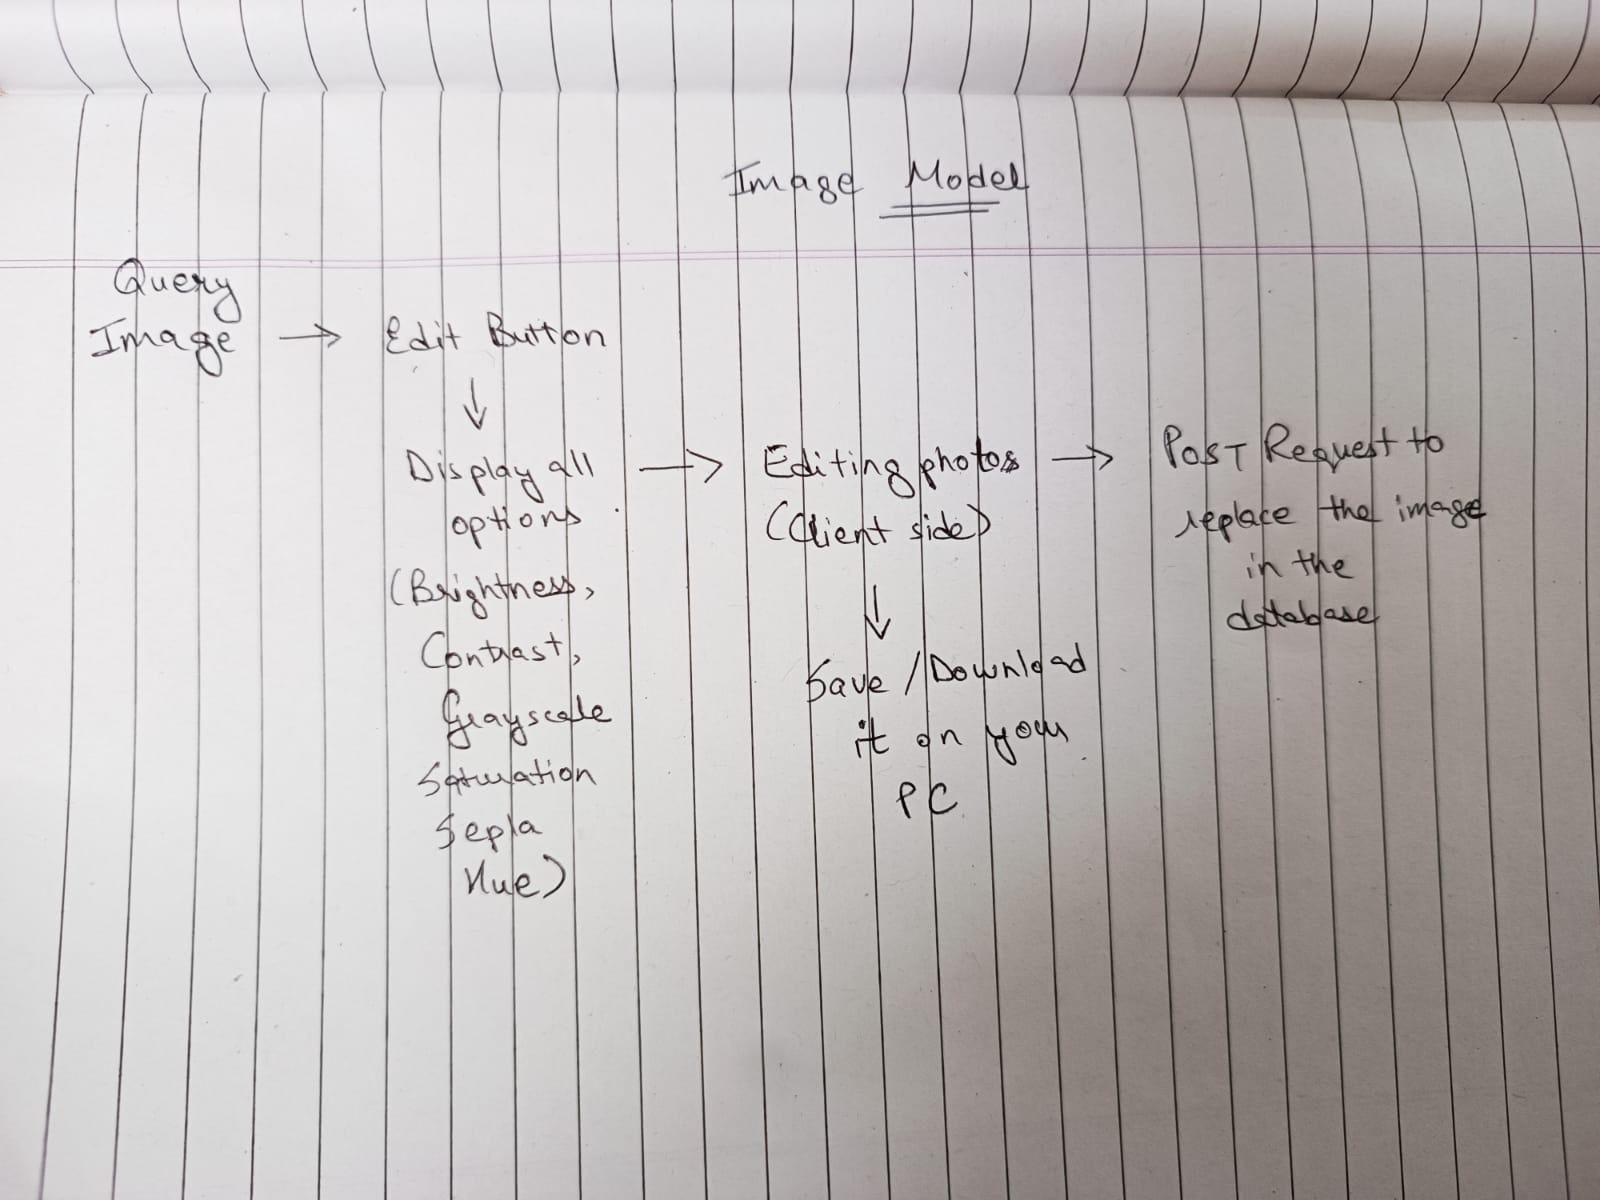 Image Model
Query
Image → Edit Button
↓
Display all
options
(Brightness,
Contrast,
Grayscale
Saturation
Sepia
Hue)
→ Editing photos
(Client side)
↓
Save / Download
it on your
PC
→ POST Request to
replace the image
in the
database